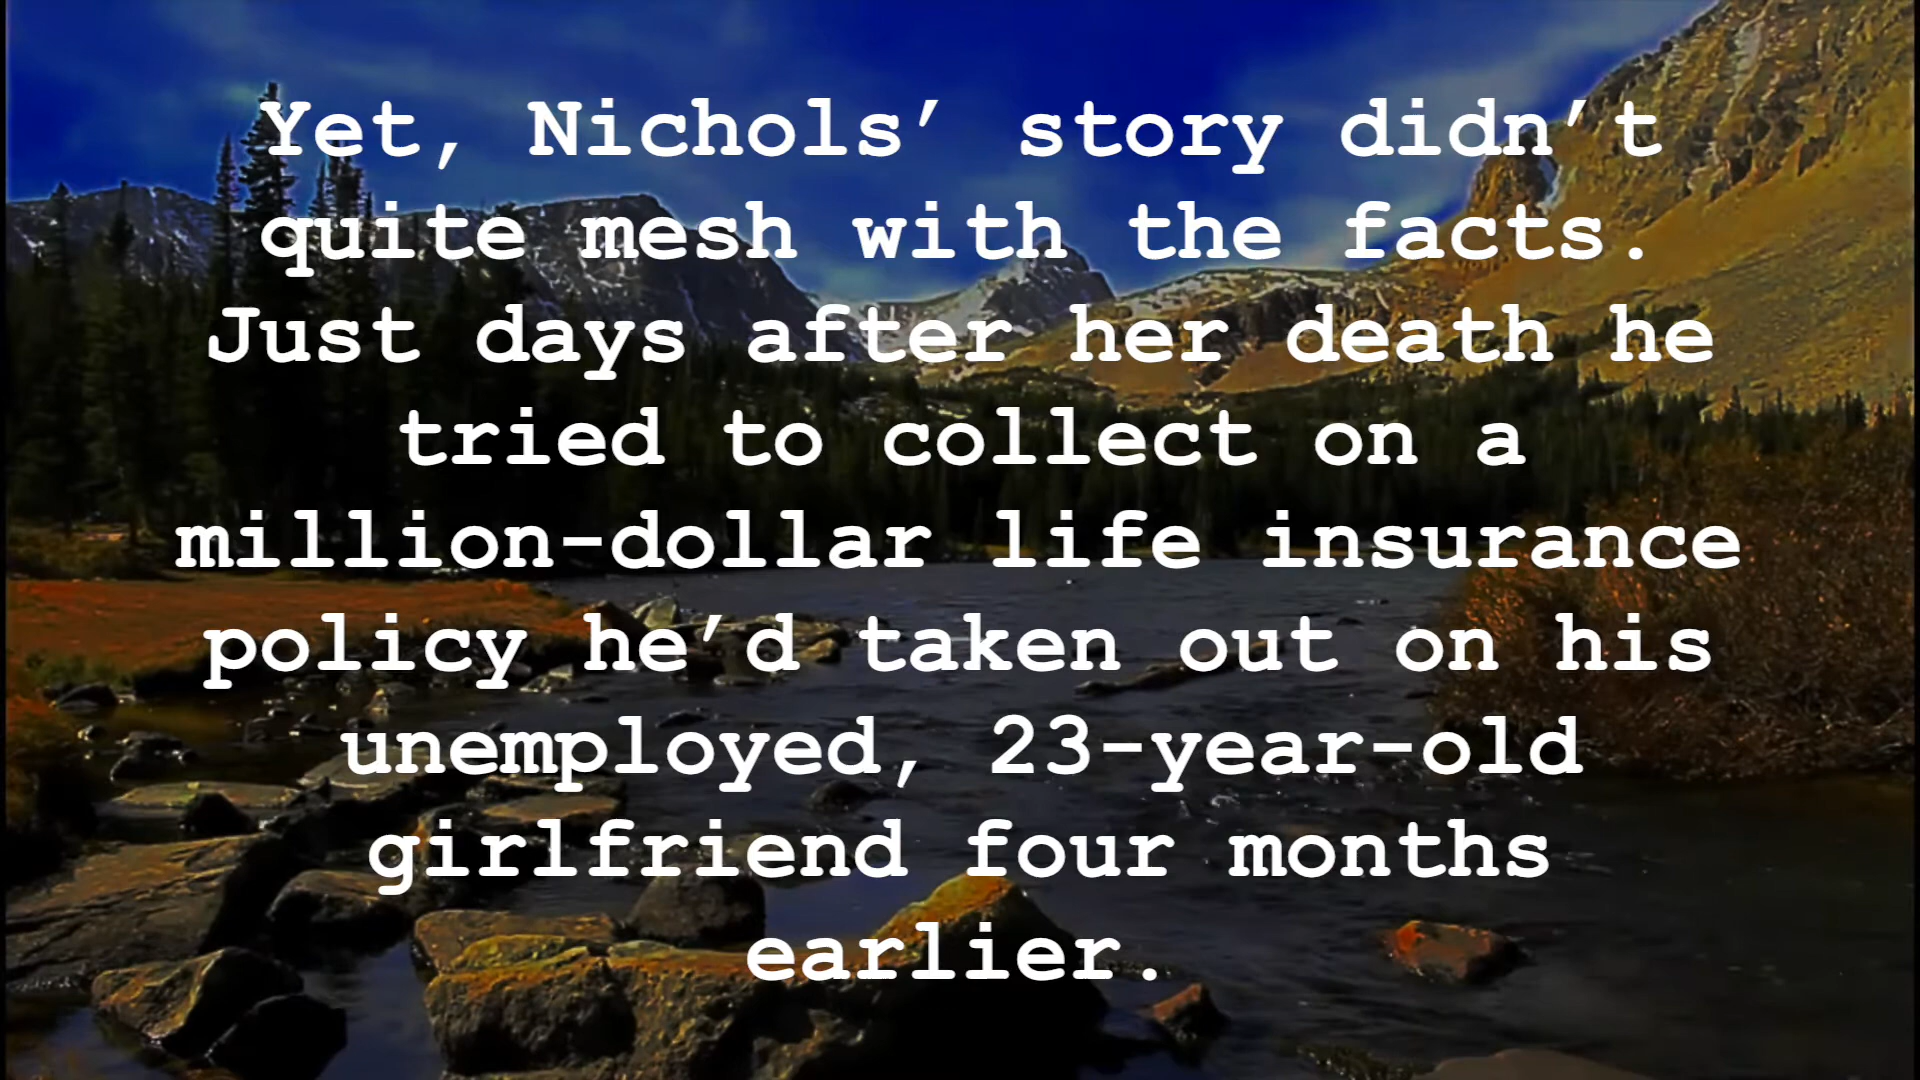 Yet, Nichols’ story didn’t
quite mesh with the facts.
Just days after her death he
tried to collect on a
million-dollar life insurance
policy he’d taken out on his
unemployed, 23-year-old
girlfriend four months
earlier.